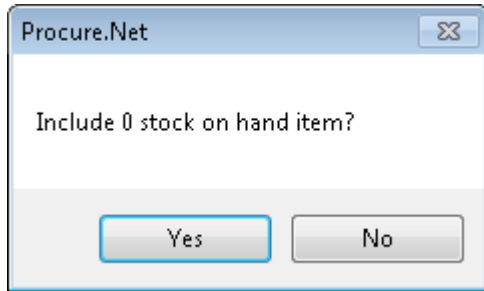 Procure.Net
Include 0 stock on hand item?
Yes No